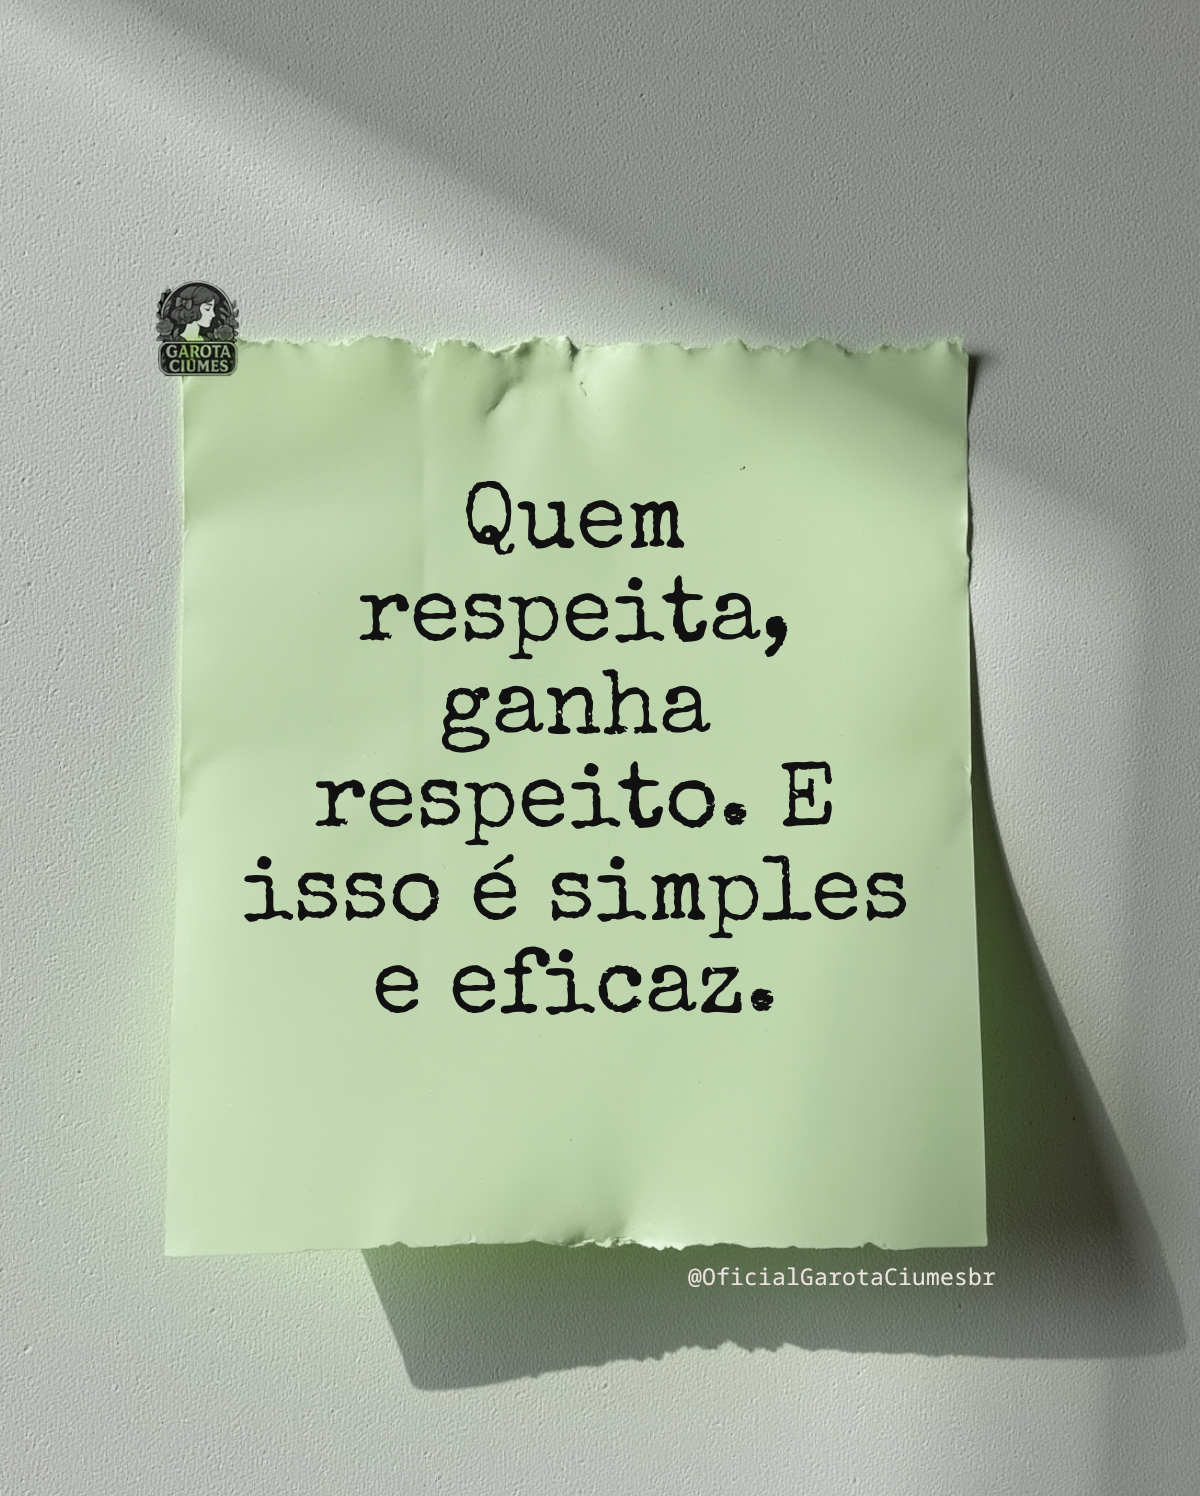 GAROTA
CIÚMES
Quem
respeita,
ganha
respeito. E
isso é simples
e eficaz.
@OficialGarotaCiumesbr